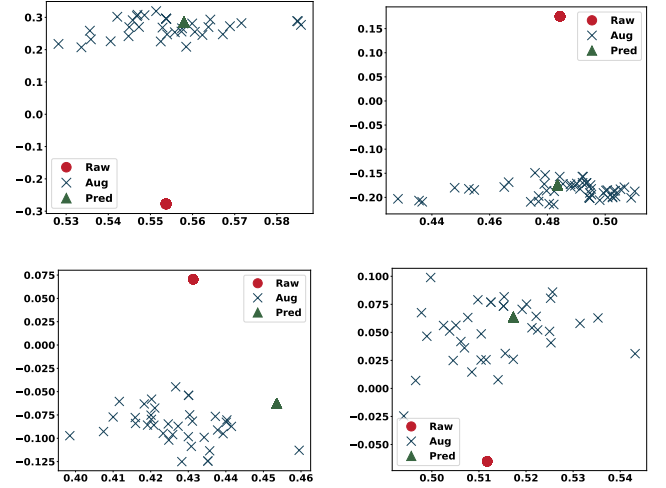 0.3
0.2
0.1
0.0
−0.1
−0.2
−0.3
Raw
Aug
Pred
0.53 0.54 0.55 0.56 0.57 0.58
0.15
0.10
0.05
0.00
−0.05
−0.10
−0.15
−0.20
Raw
Aug
Pred
0.44 0.46 0.48 0.50
0.075
0.050
0.025
0.000
−0.025
−0.050
−0.075
−0.100
−0.125
Raw
Aug
Pred
0.40 0.41 0.42 0.43 0.44 0.45 0.46
0.100
0.075
0.050
0.025
0.000
−0.025
−0.050
Raw
Aug
Pred
0.50 0.51 0.52 0.53 0.54